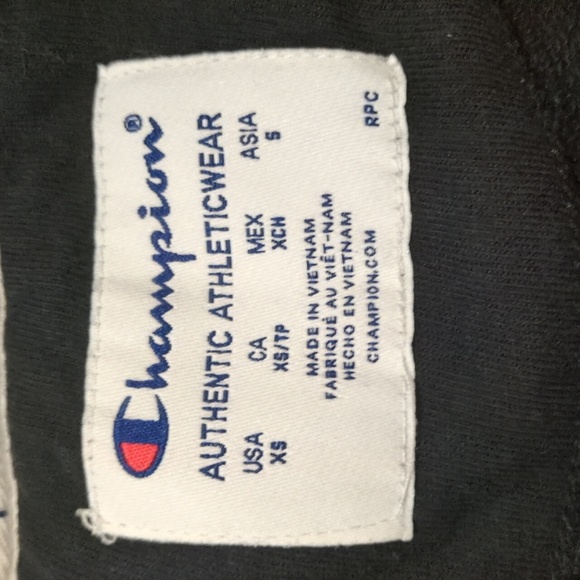 Champion®
AUTHENTIC ATHLETICWEAR
USA CA MEX ASIA
XS XS/TP XCH S
MADE IN VIETNAM
FABRIQUÉ AU VIÊT-NAM
HECHO EN VIETNAM
CHAMPION.COM RPC